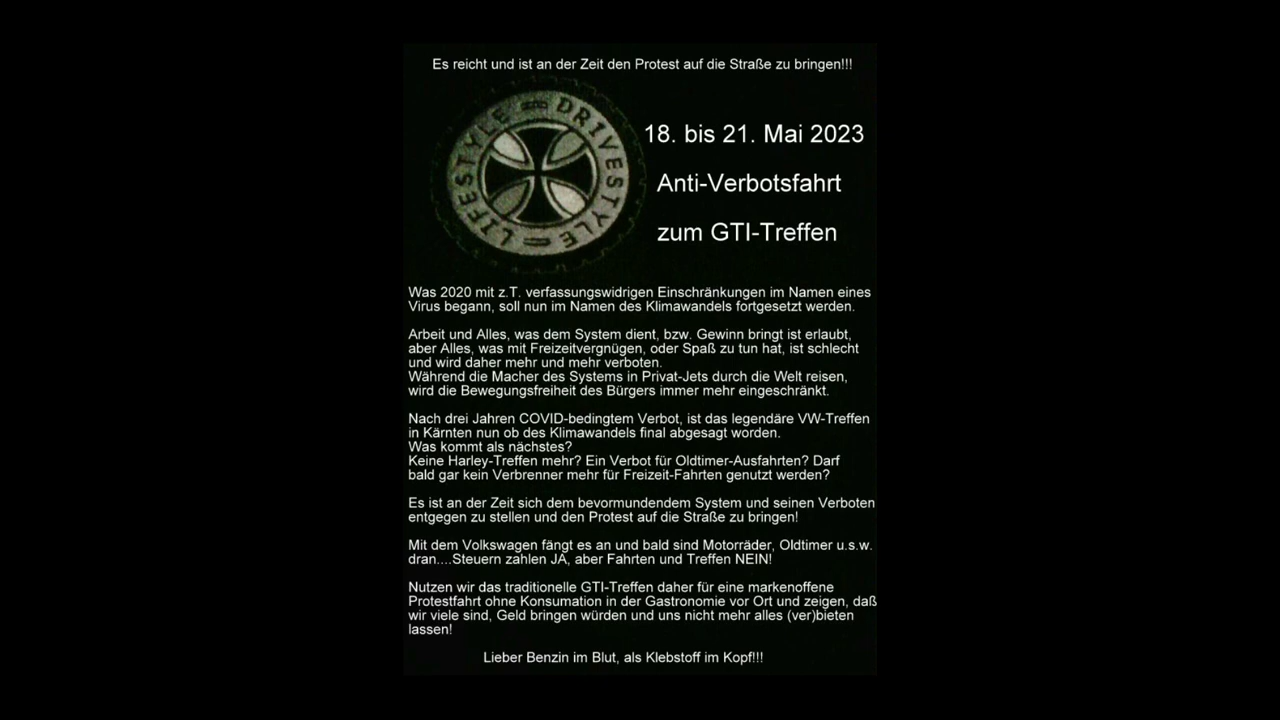 Es reicht und ist an der Zeit den Protest auf die Straße zu bringen!!!
LIFESTYLE DRIVESTYLE
18. bis 21. Mai 2023
Anti-Verbotsfahrt
zum GTI-Treffen
Was 2020 mit z.T. verfassungswidrigen Einschränkungen im Namen eines
Virus begann, soll nun im Namen des Klimawandels fortgesetzt werden.
Arbeit und Alles, was dem System dient, bzw. Gewinn bringt ist erlaubt,
aber Alles, was mit Freizeitvergnügen, oder Spaß zu tun hat, ist schlecht
und wird daher mehr und mehr verboten.
Während die Macher des Systems in Privat-Jets durch die Welt reisen,
wird die Bewegungsfreiheit des Bürgers immer mehr eingeschränkt.
Nach drei Jahren COVID-bedingtem Verbot, ist das legendäre VW-Treffen
in Kärnten nun ob des Klimawandels final abgesagt worden.
Was kommt als nächstes?
Keine Harley-Treffen mehr? Ein Verbot für Oldtimer-Ausfahrten? Darf
bald gar kein Verbrenner mehr für Freizeit-Fahrten genutzt werden?
Es ist an der Zeit sich dem bevormundendem System und seinen Verboten
entgegen zu stellen und den Protest auf die Straße zu bringen!
Mit dem Volkswagen fängt es an und bald sind Motorräder, Oldtimer u.s.w.
dran....Steuern zahlen JA, aber Fahrten und Treffen NEIN!
Nutzen wir das traditionelle GTI-Treffen daher für eine markenoffene
Protestfahrt ohne Konsumation in der Gastronomie vor Ort und zeigen, daß
wir viele sind, Geld bringen würden und uns nicht mehr alles (ver)bieten
lassen!
Lieber Benzin im Blut, als Klebstoff im Kopf!!!